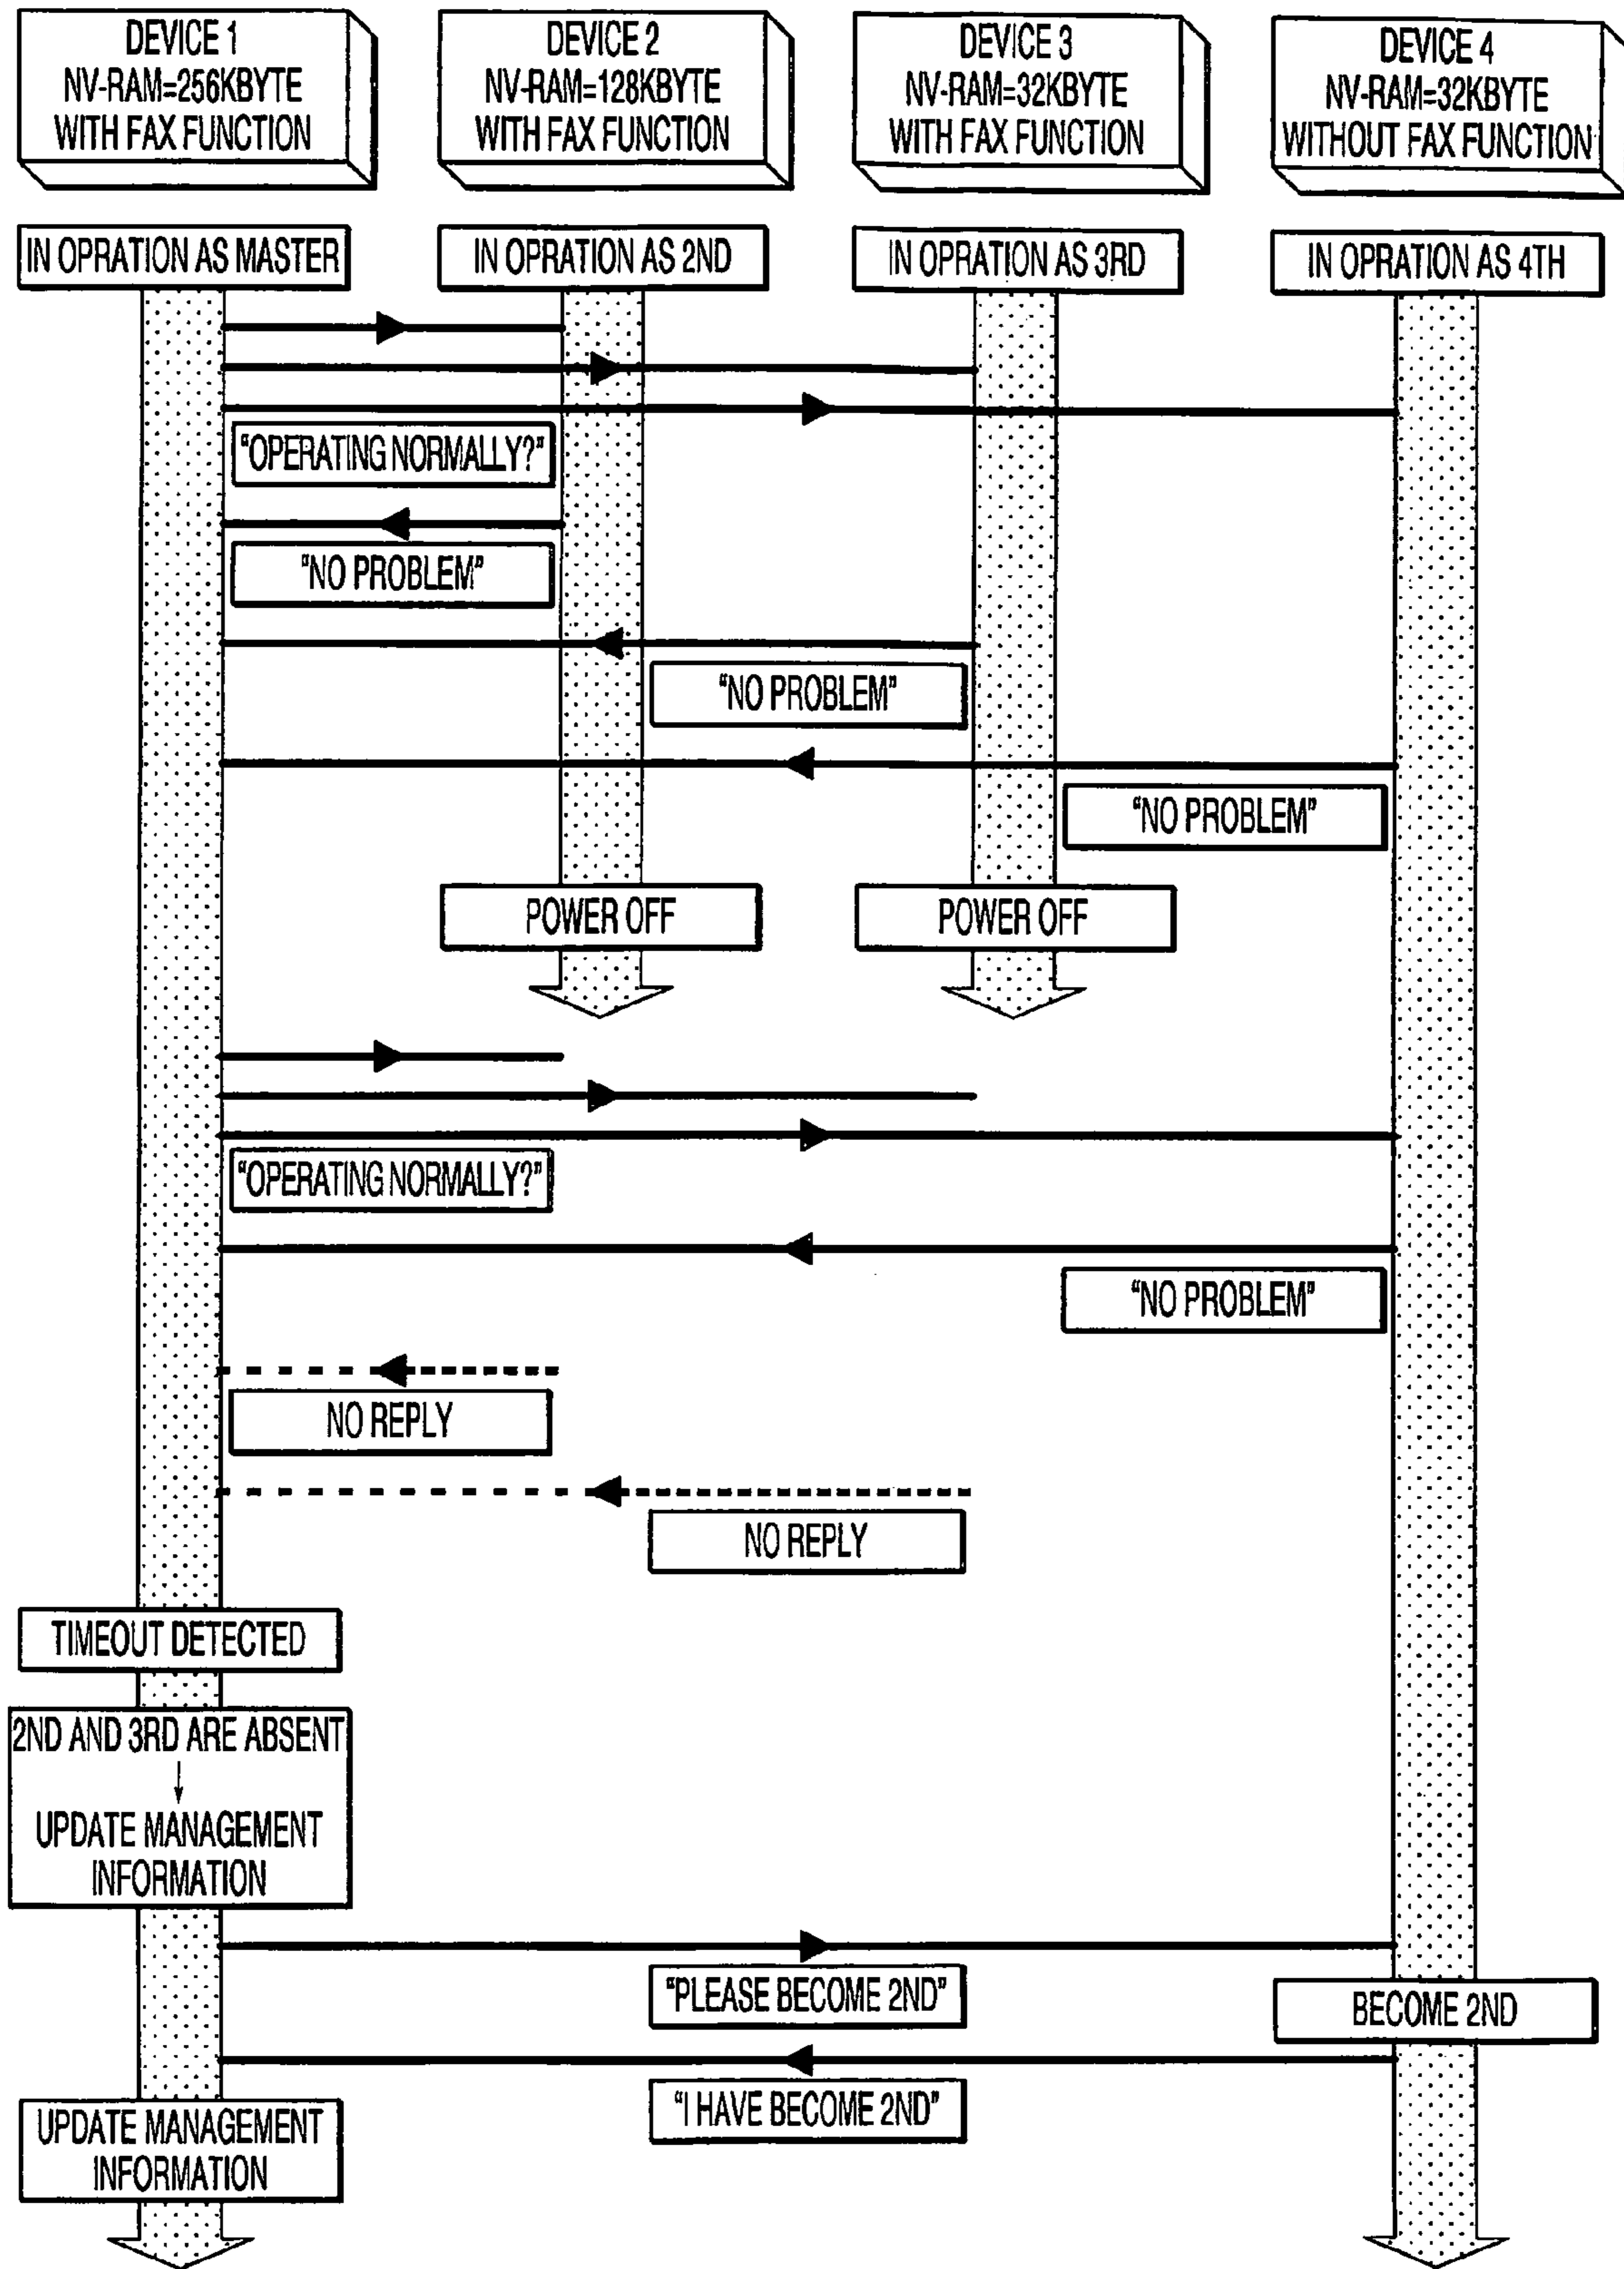 DEVICE 1
NV-RAM=256KBYTE
WITH FAX FUNCTION
DEVICE 2
NV-RAM=128KBYTE
WITH FAX FUNCTION
DEVICE 3
NV-RAM=32KBYTE
WITH FAX FUNCTION
DEVICE 4
NV-RAM=32KBYTE
WITHOUT FAX FUNCTION
IN OPRATION AS MASTER
IN OPRATION AS 2ND
IN OPRATION AS 3RD
IN OPRATION AS 4TH
"OPERATING NORMALLY?"
"NO PROBLEM"
"NO PROBLEM"
"NO PROBLEM"
POWER OFF
POWER OFF
"OPERATING NORMALLY?"
"NO PROBLEM"
NO REPLY
NO REPLY
TIMEOUT DETECTED
2ND AND 3RD ARE ABSENT
UPDATE MANAGEMENT
INFORMATION
"PLEASE BECOME 2ND"
BECOME 2ND
"I HAVE BECOME 2ND"
UPDATE MANAGEMENT
INFORMATION